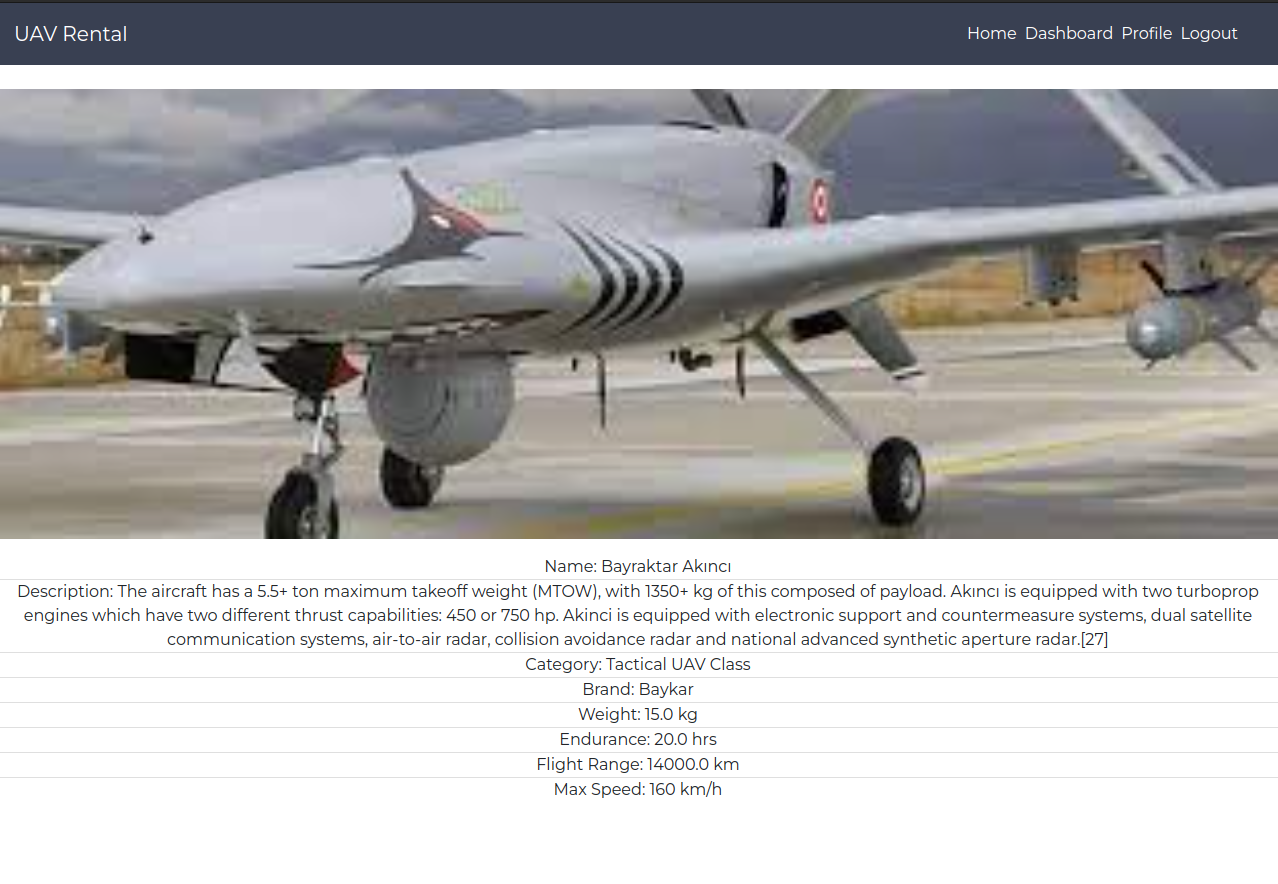 UAV Rental
Home Dashboard Profile Logout
Name: Bayraktar Akıncı
Description: The aircraft has a 5.5+ ton maximum takeoff weight (MTOW), with 1350+ kg of this composed of payload. Akıncı is equipped with two turboprop
engines which have two different thrust capabilities: 450 or 750 hp. Akinci is equipped with electronic support and countermeasure systems, dual satellite
communication systems, air-to-air radar, collision avoidance radar and national advanced synthetic aperture radar.[27]
Category: Tactical UAV Class
Brand: Baykar
Weight: 15.0 kg
Endurance: 20.0 hrs
Flight Range: 14000.0 km
Max Speed: 160 km/h